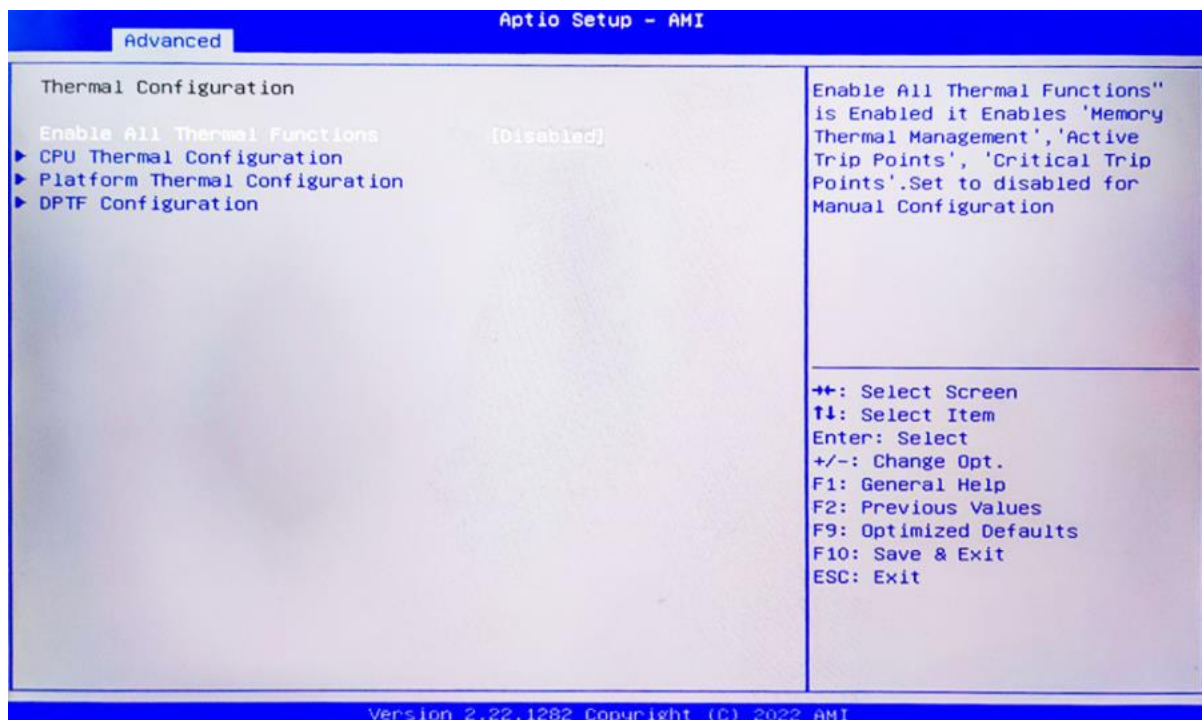 Aptio Setup - AMI
Advanced
Thermal Configuration
Enable All Thermal Functions [Disabled]
CPU Thermal Configuration
Platform Thermal Configuration
DPTF Configuration
Enable All Thermal Functions"
is Enabled it Enables 'Memory
Thermal Management','Active
Trip Points', 'Critical Trip
Points'.Set to disabled for
Manual Configuration
→←: Select Screen
↑↓: Select Item
Enter: Select
+/-: Change Opt.
F1: General Help
F2: Previous Values
F9: Optimized Defaults
F10: Save & Exit
ESC: Exit
Version 2.22.1282 Copyright (C) 2022 AMI